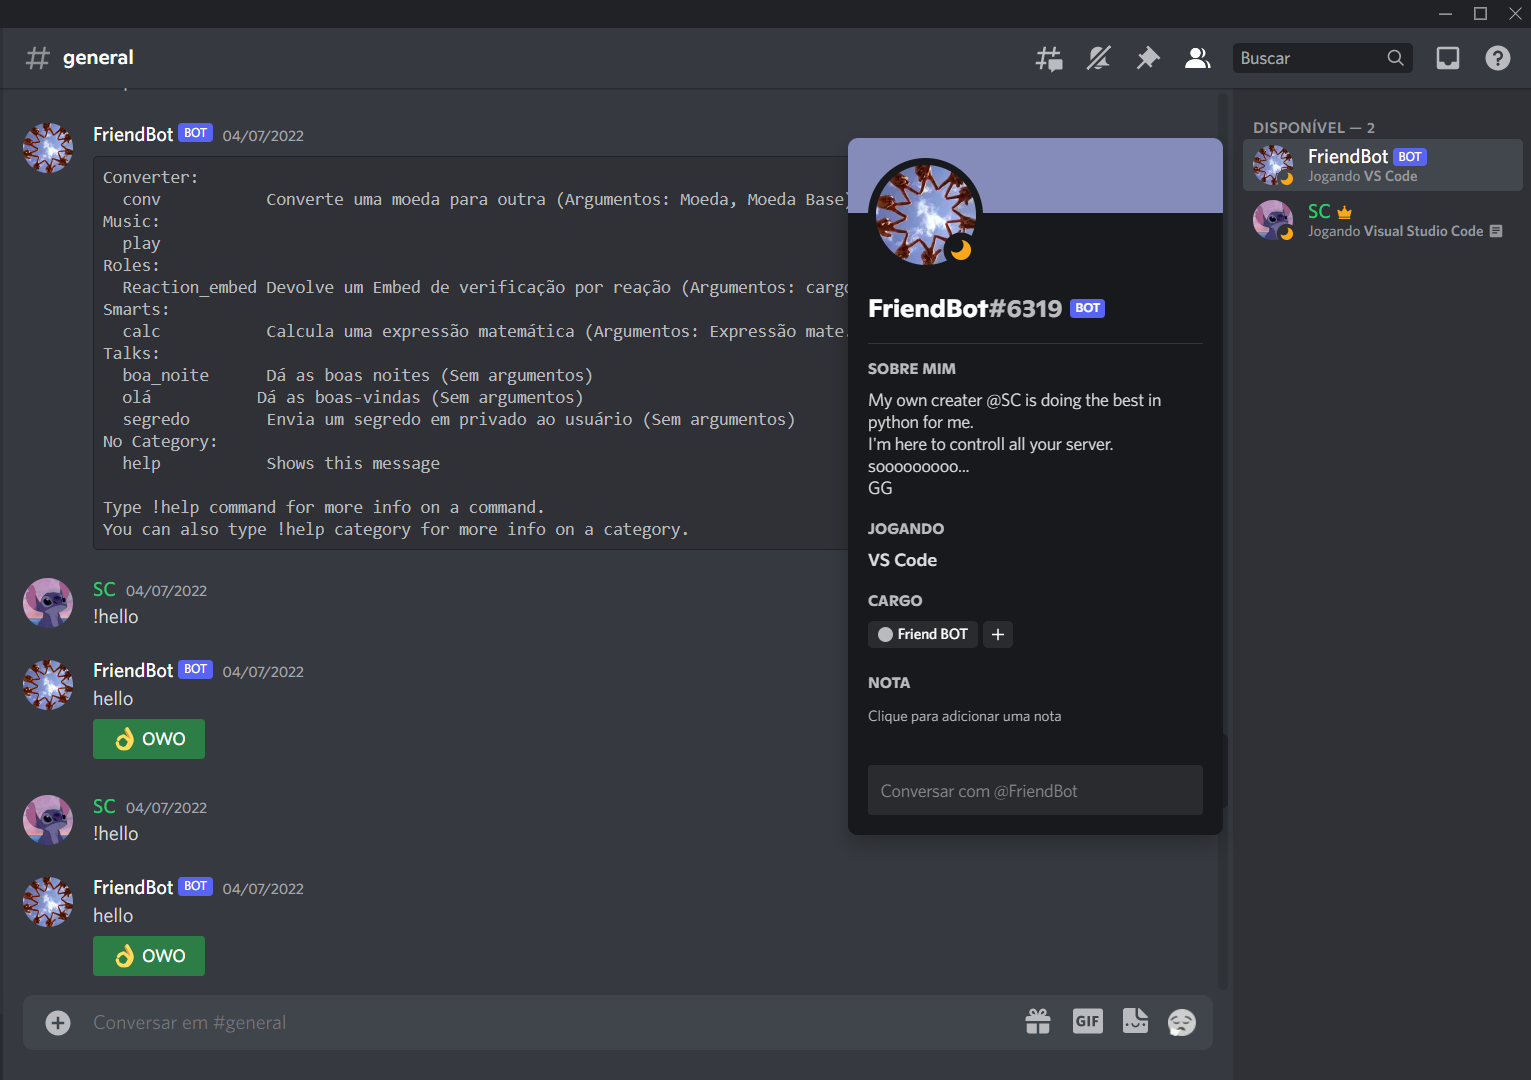 general
Buscar
FriendBot BOT 04/07/2022
Converter:
conv Converte uma moeda para outra (Argumentos: Moeda, Moeda Base)
Music:
play
Roles:
Reaction_embed Devolve um Embed de verificação por reação (Argumentos: cargo
Smarts:
calc Calcula uma expressão matemática (Argumentos: Expressão mate.
Talks:
boa_noite Dá as boas noites (Sem argumentos)
olá Dá as boas-vindas (Sem argumentos)
segredo Envia um segredo em privado ao usuário (Sem argumentos)
No Category:
help Shows this message
Type !help command for more info on a command.
You can also type !help category for more info on a category.
SC 04/07/2022
!hello
FriendBot BOT 04/07/2022
hello
👌 OWO
SC 04/07/2022
!hello
FriendBot BOT 04/07/2022
hello
👌 OWO
Conversar em #general
GIF
FriendBot#6319 BOT
SOBRE MIM
My own creater @SC is doing the best in
python for me.
I'm here to controll all your server.
sooooooooo...
GG
JOGANDO
VS Code
CARGO
Friend BOT +
NOTA
Clique para adicionar uma nota
Conversar com @FriendBot
DISPONÍVEL — 2
FriendBot BOT
Jogando VS Code
SC
Jogando Visual Studio Code